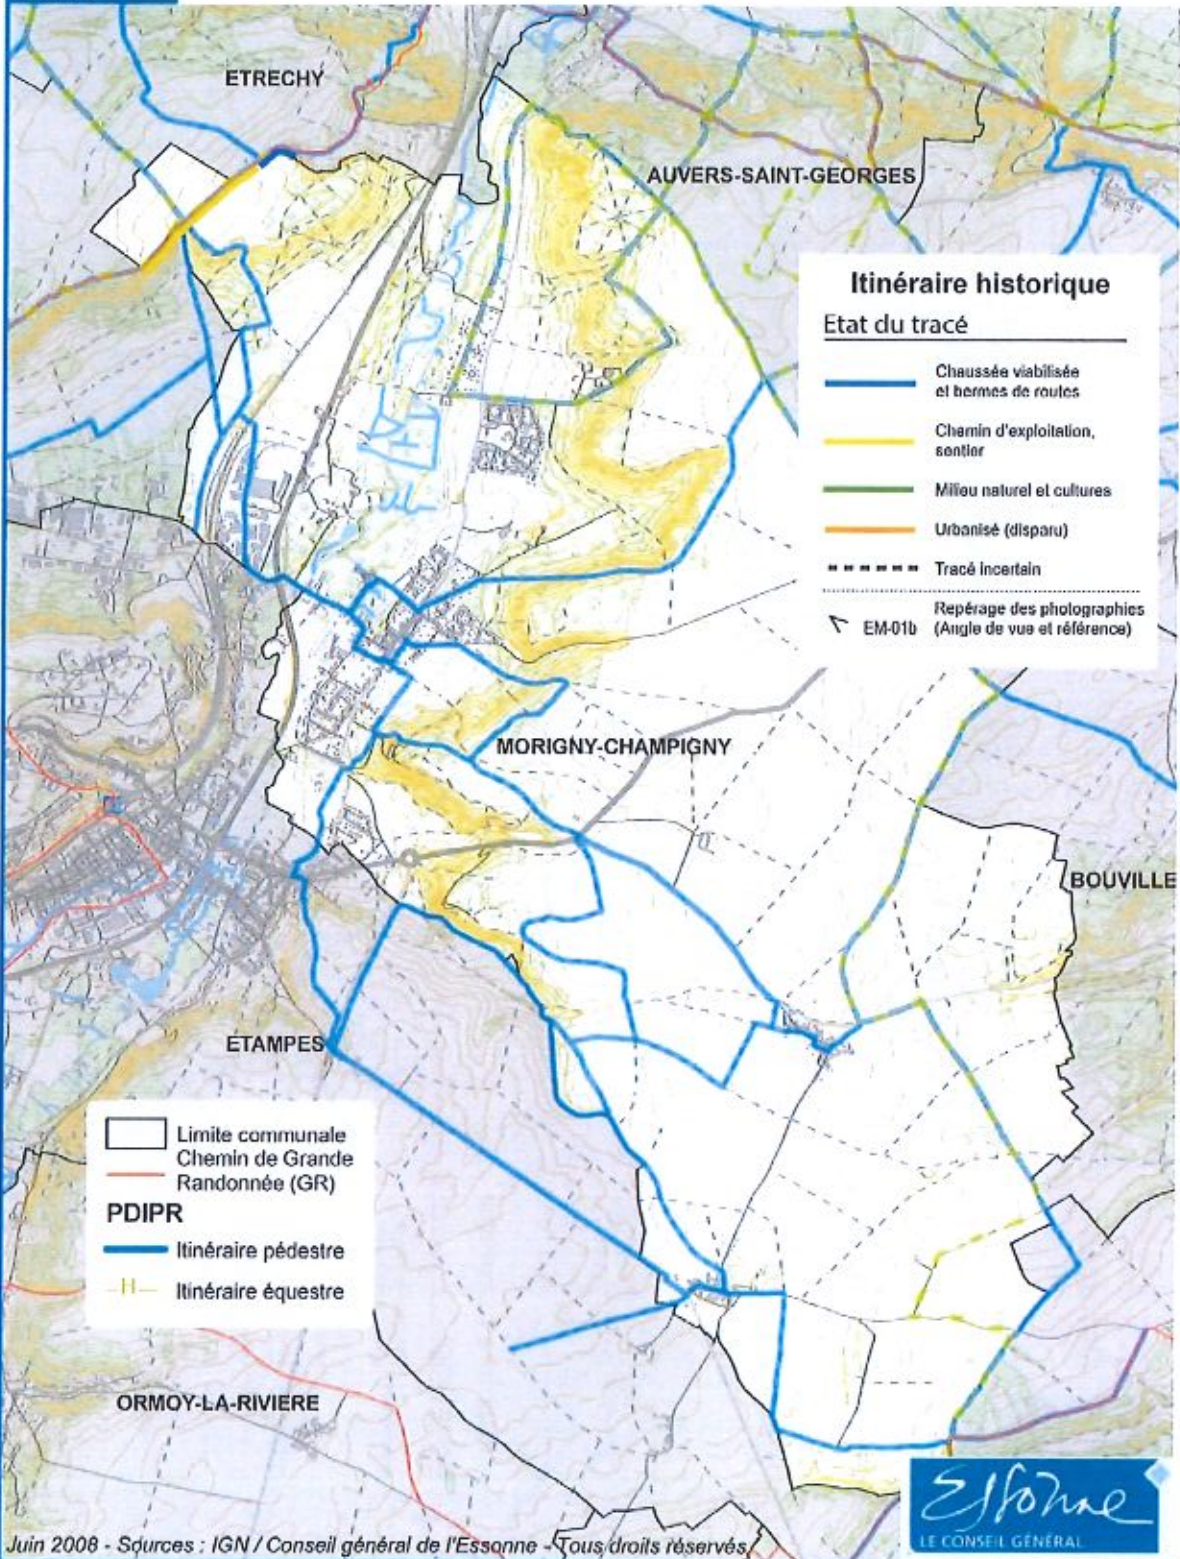 ETRECHY
AUVERS-SAINT-GEORGES
Itinéraire historique
Etat du tracé
Chaussée viabilisée
et bermes de routes
Chemin d'exploitation,
sentier
Milieu naturel et cultures
Urbanisé (disparu)
Tracé incertain
EM-01b
Repérage des photographies
(Angle de vue et référence)
MORIGNY-CHAMPIGNY
BOUVILLE
ÉTAMPES
Limite communale
Chemin de Grande
Randonnée (GR)
PDIPR
Itinéraire pédestre
H
Itinéraire équestre
ORMOY-LA-RIVIERE
Essonne
LE CONSEIL GÉNÉRAL
Juin 2008 - Sources : IGN / Conseil général de l'Essonne - Tous droits réservés